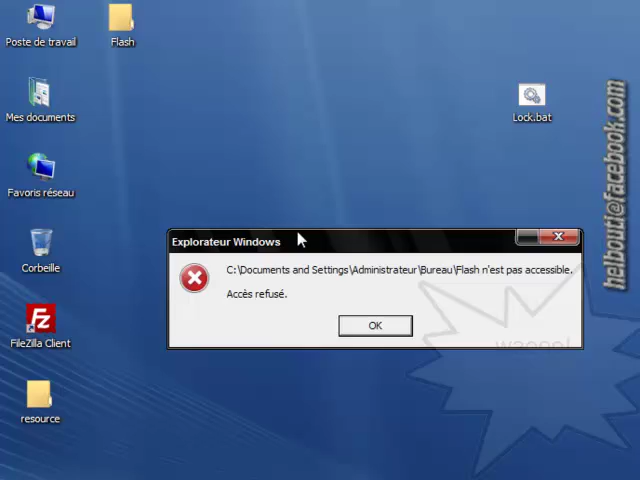 Poste de travail
Flash
Mes documents
Lock.bat
Favoris réseau
Corbeille
FileZilla Client
resource
Explorateur Windows
C:\Documents and Settings\Administrateur\Bureau\Flash n'est pas accessible.
Accès refusé.
OK
helbouti@facebook.com